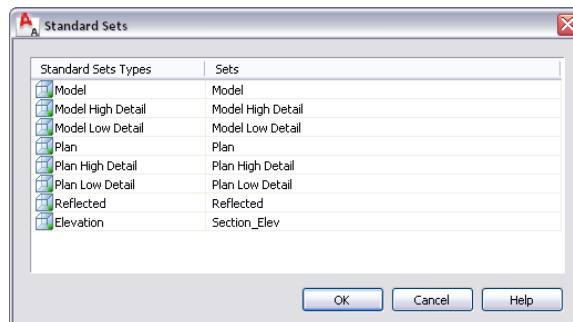 Standard Sets
Standard Sets Types Sets
Model Model
Model High Detail Model High Detail
Model Low Detail Model Low Detail
Plan Plan
Plan High Detail Plan High Detail
Plan Low Detail Plan Low Detail
Reflected Reflected
Elevation Section_Elev
OK Cancel Help